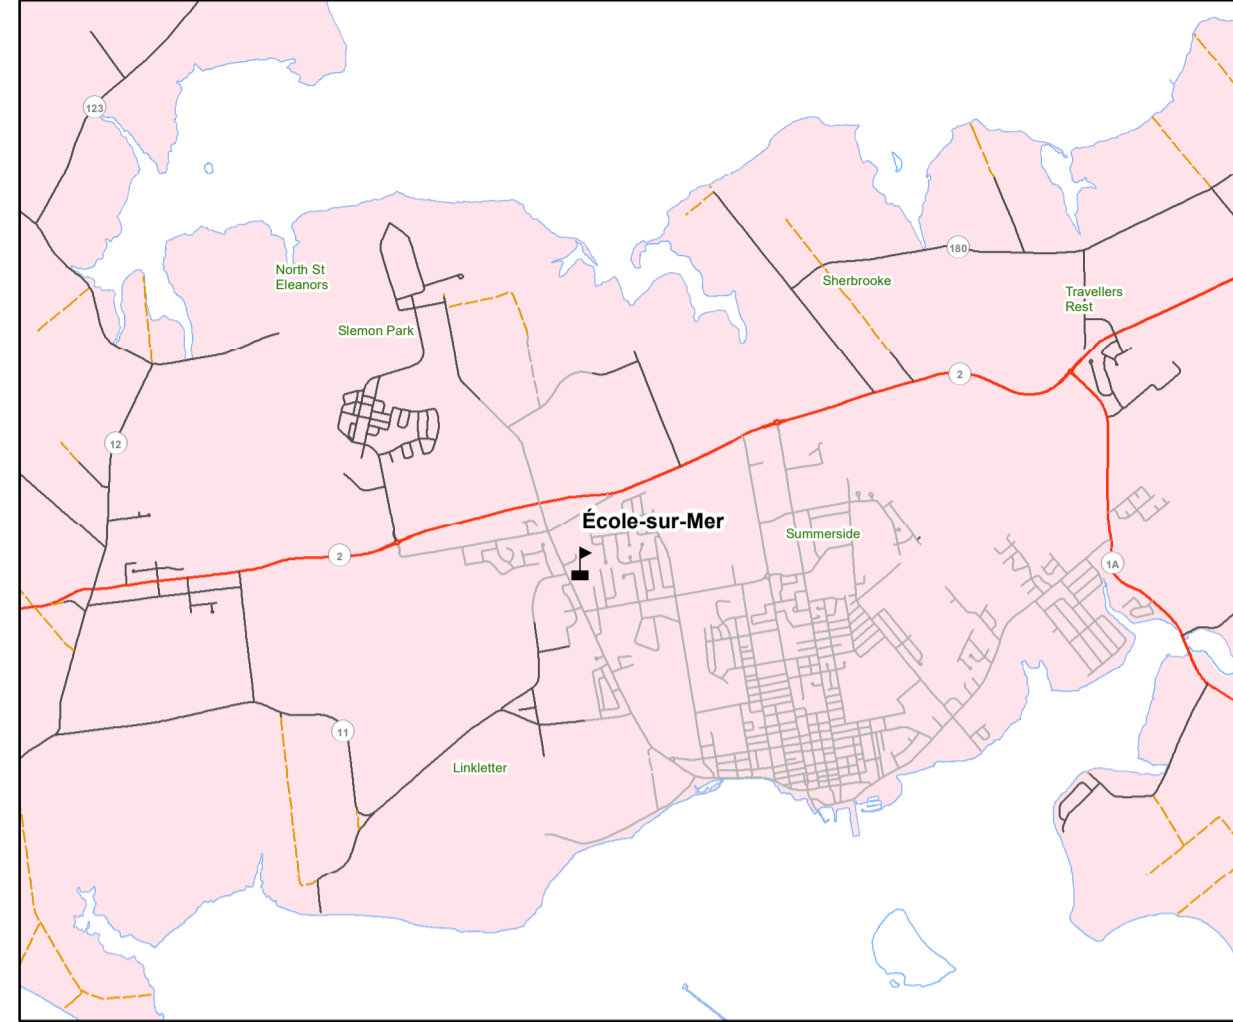 123
180
North St
Eleanors
Sherbrooke
Travellers
Rest
Slemon Park
2
12
École-sur-Mer
Summerside
2
1A
11
Linkletter